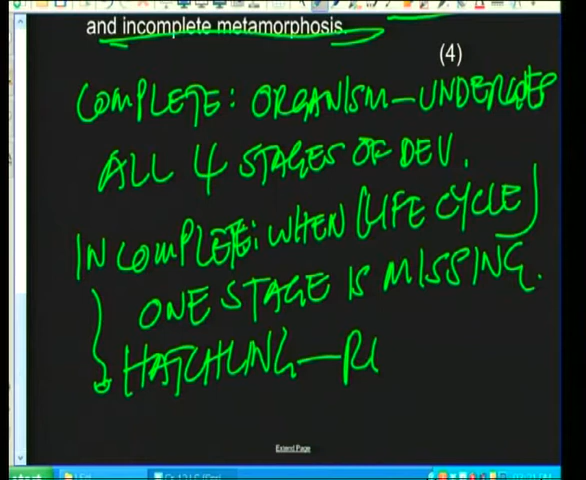 and incomplete metamorphosis.
(4)
COMPLETE: ORGANISM - UNDERGOES
ALL 4 STAGES OF DEV.
INCOMPLETE: WHEN (LIFE CYCLE)
ONE STAGE IS MISSING.
HATCHLING -
Extend Page